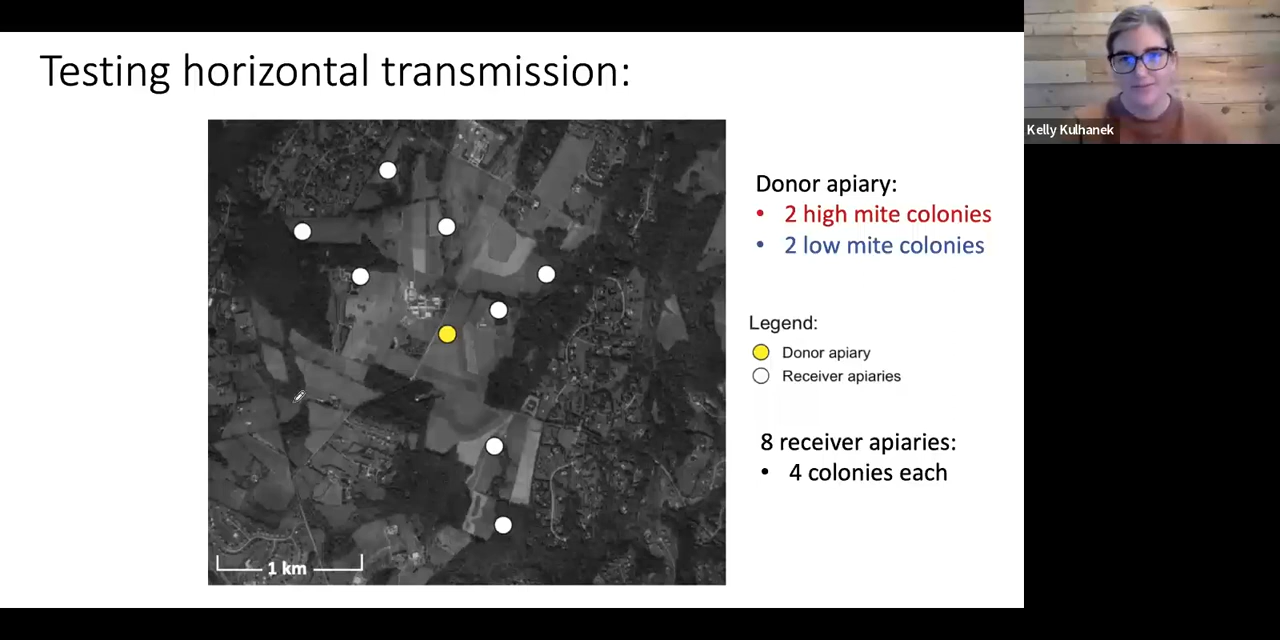 Testing horizontal transmission:
Kelly Kulhanek
Donor apiary:
• 2 high mite colonies
• 2 low mite colonies
Legend:
Donor apiary
Receiver apiaries
8 receiver apiaries:
• 4 colonies each
1 km